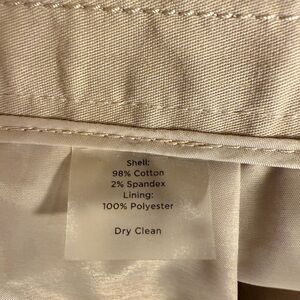 Shell:
98% Cotton
2% Spandex
Lining:
100% Polyester
Dry Clean